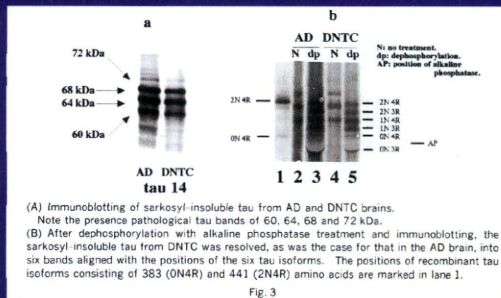 a
b
72 kDa
68 kDa
64 kDa
60 kDa
AD DNTC
tau 14
AD DNTC
N dp N dp
N: no treatment.
dp: dephosphorylation.
AP: position of alkaline
phosphatase.
2N 4R
0N 4R
2N 4R
2N 3R
1N 4R
1N 3R
0N 4R
0N 3R
AP
1 2 3 4 5
(A) Immunoblotting of sarkosyl-insoluble tau from AD and DNTC brains.
Note the presence pathological tau bands of 60, 64, 68 and 72 kDa.
(B) After dephosphorylation with alkaline phosphatase treatment and immunoblotting, the
sarkosyl-insoluble tau from DNTC was resolved, as was the case for that in the AD brain, into
six bands aligned with the positions of the six tau isoforms. The positions of recombinant tau
isoforms consisting of 383 (0N4R) and 441 (2N4R) amino acids are marked in lane 1.
Fig. 3